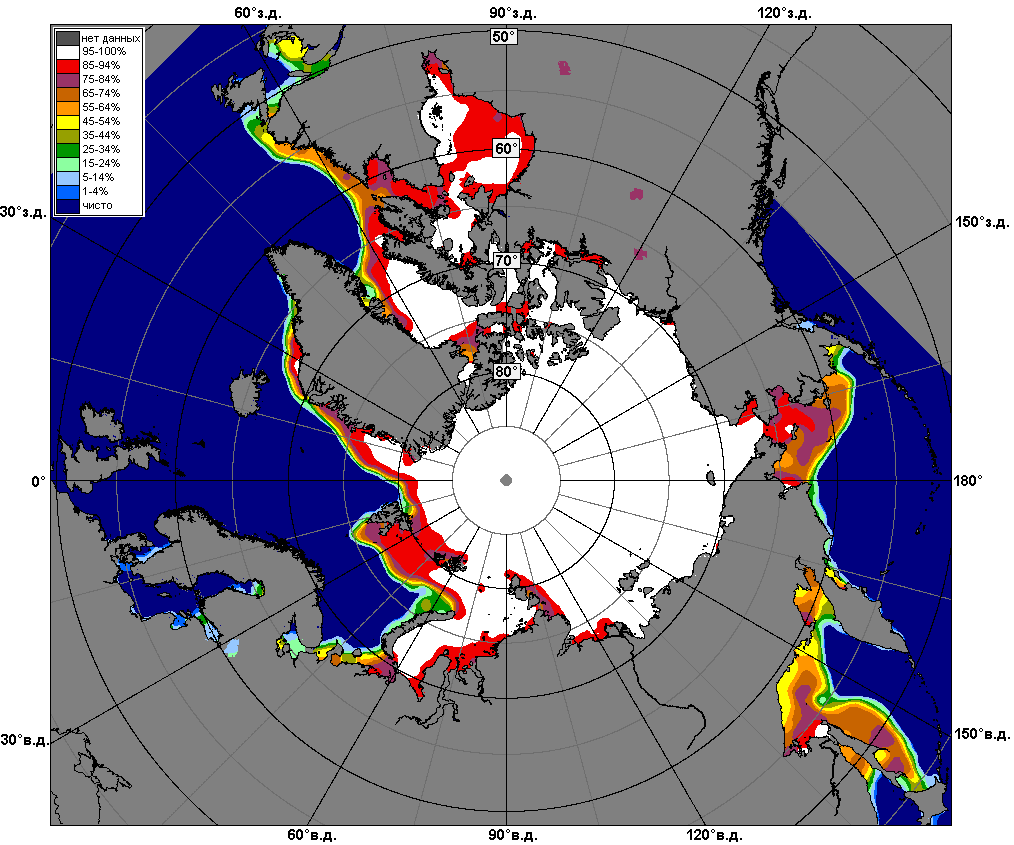 60°з.д.
90°з.д.
120°з.д.
нет данных
95-100%
85-94%
75-84%
65-74%
55-64%
45-54%
35-44%
25-34%
15-24%
5-14%
1-4%
чисто
50°
60°
70°
80°
30°з.д.
150°з.д.
0°
180°
30°в.д.
150°в.д.
60°в.д.
90°в.д.
120°в.д.